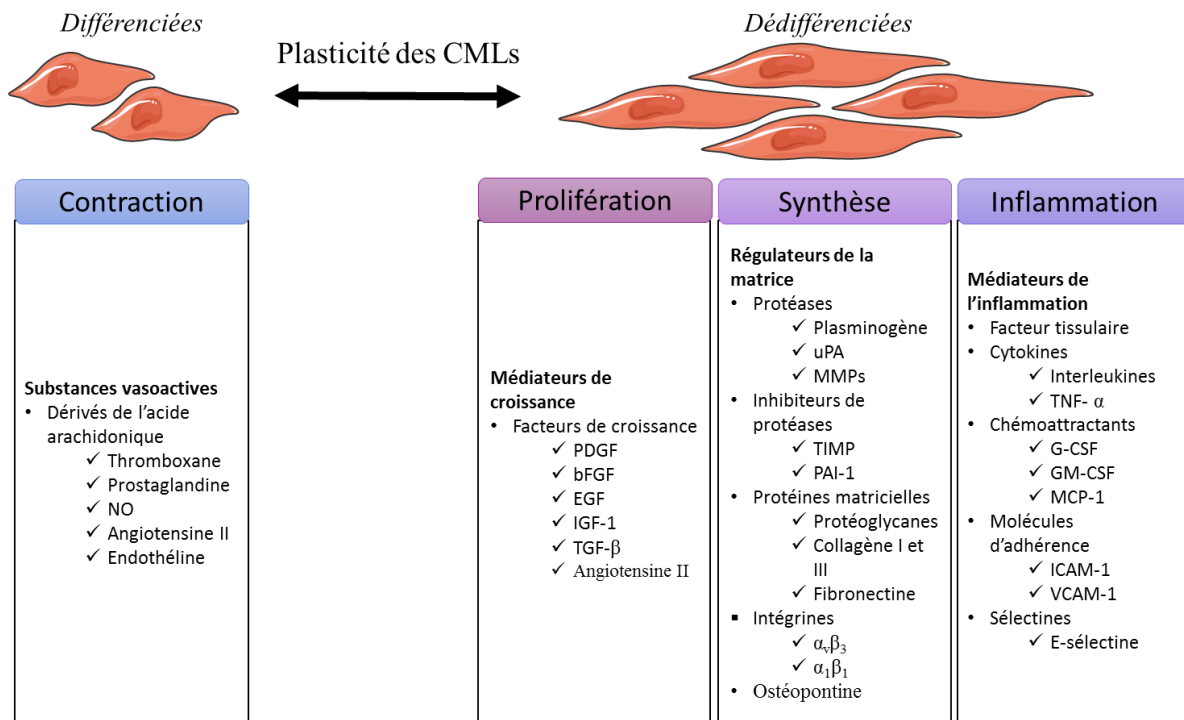 Différenciées
Plasticité des CMLs
Dédifférenciées
Contraction
Substances vasoactives
• Dérivés de l’acide
arachidonique
✓ Thromboxane
✓ Prostaglandine
✓ NO
✓ Angiotensine II
✓ Endothéline
Prolifération
Médiateurs de
croissance
• Facteurs de croissance
✓ PDGF
✓ bFGF
✓ EGF
✓ IGF-1
✓ TGF-β
✓ Angiotensine II
Synthèse
Régulateurs de la
matrice
• Protéases
✓ Plasminogène
✓ uPA
✓ MMPs
• Inhibiteurs de
protéases
✓ TIMP
✓ PAI-1
• Protéines matricielles
✓ Protéoglycanes
✓ Collagène I et
III
✓ Fibronectine
▪ Intégrines
✓ αvβ3
✓ α1β1
• Ostéopontine
Inflammation
Médiateurs de
l’inflammation
• Facteur tissulaire
• Cytokines
✓ Interleukines
✓ TNF- α
• Chémoattractants
✓ G-CSF
✓ GM-CSF
✓ MCP-1
• Molécules
d’adhérence
✓ ICAM-1
✓ VCAM-1
• Sélectines
✓ E-sélectine